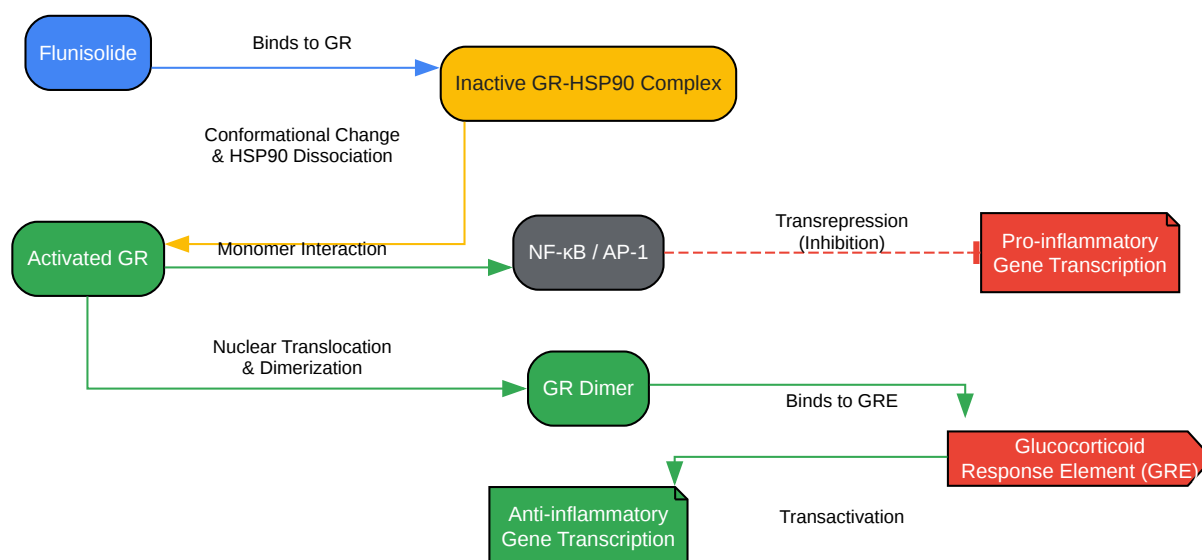 Flunisolide
Binds to GR
Inactive GR-HSP90 Complex
Conformational Change
& HSP90 Dissociation
Activated GR
Monomer Interaction
NF-κB / AP-1
Transrepression
(Inhibition)
Pro-inflammatory
Gene Transcription
Nuclear Translocation
& Dimerization
GR Dimer
Binds to GRE
Glucocorticoid
Response Element (GRE)
Anti-inflammatory
Gene Transcription
Transactivation